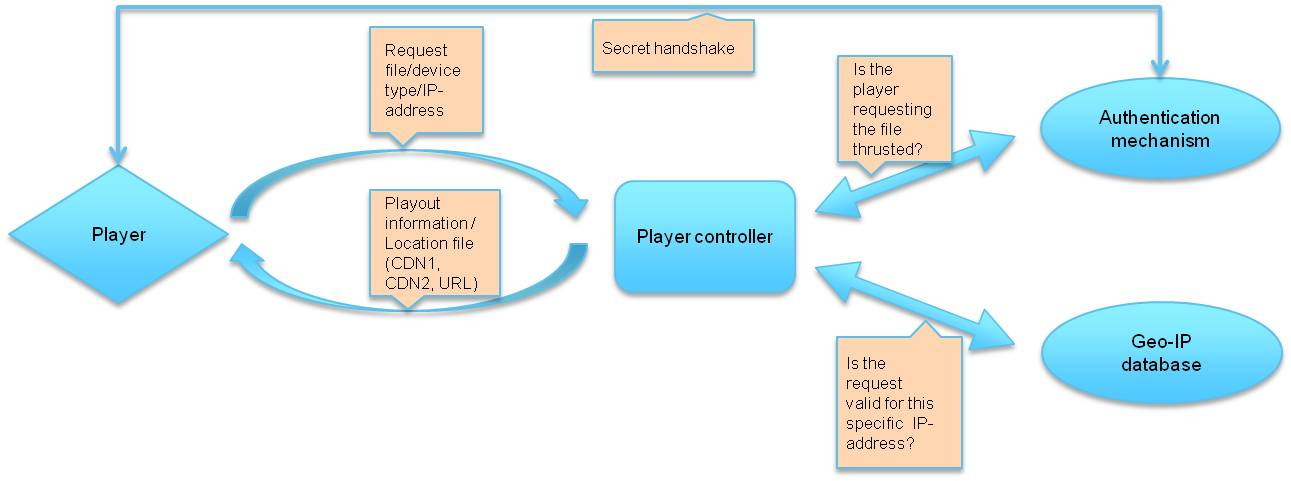 Secret handshake
Request
file/device
type/IP-
address
Is the
player
requesting
the file
thrusted?
Authentication
mechanism
Player
Playout
information /
Location file
(CDN1,
CDN2, URL)
Player controller
Geo-IP
database
Is the
request
valid for this
specific IP-
address?